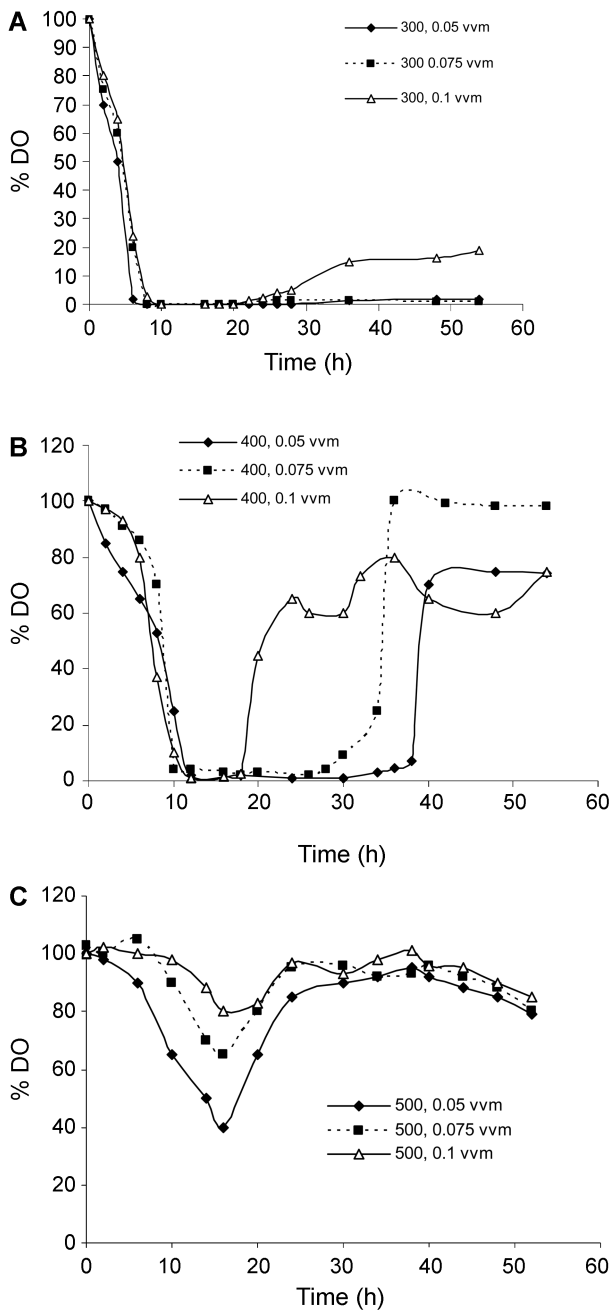 A
100
90
80
70
60
50
40
30
20
10
0
% DO
300, 0.05 vvm
300 0.075 vvm
300, 0.1 vvm
0 10 20 30 40 50 60
Time (h)
B
120
100
80
60
40
20
0
% DO
400, 0.05 vvm
400, 0.075 vvm
400, 0.1 vvm
0 10 20 30 40 50 60
Time (h)
C
120
100
80
60
40
20
0
% DO
500, 0.05 vvm
500, 0.075 vvm
500, 0.1 vvm
0 10 20 30 40 50 60
Time (h)